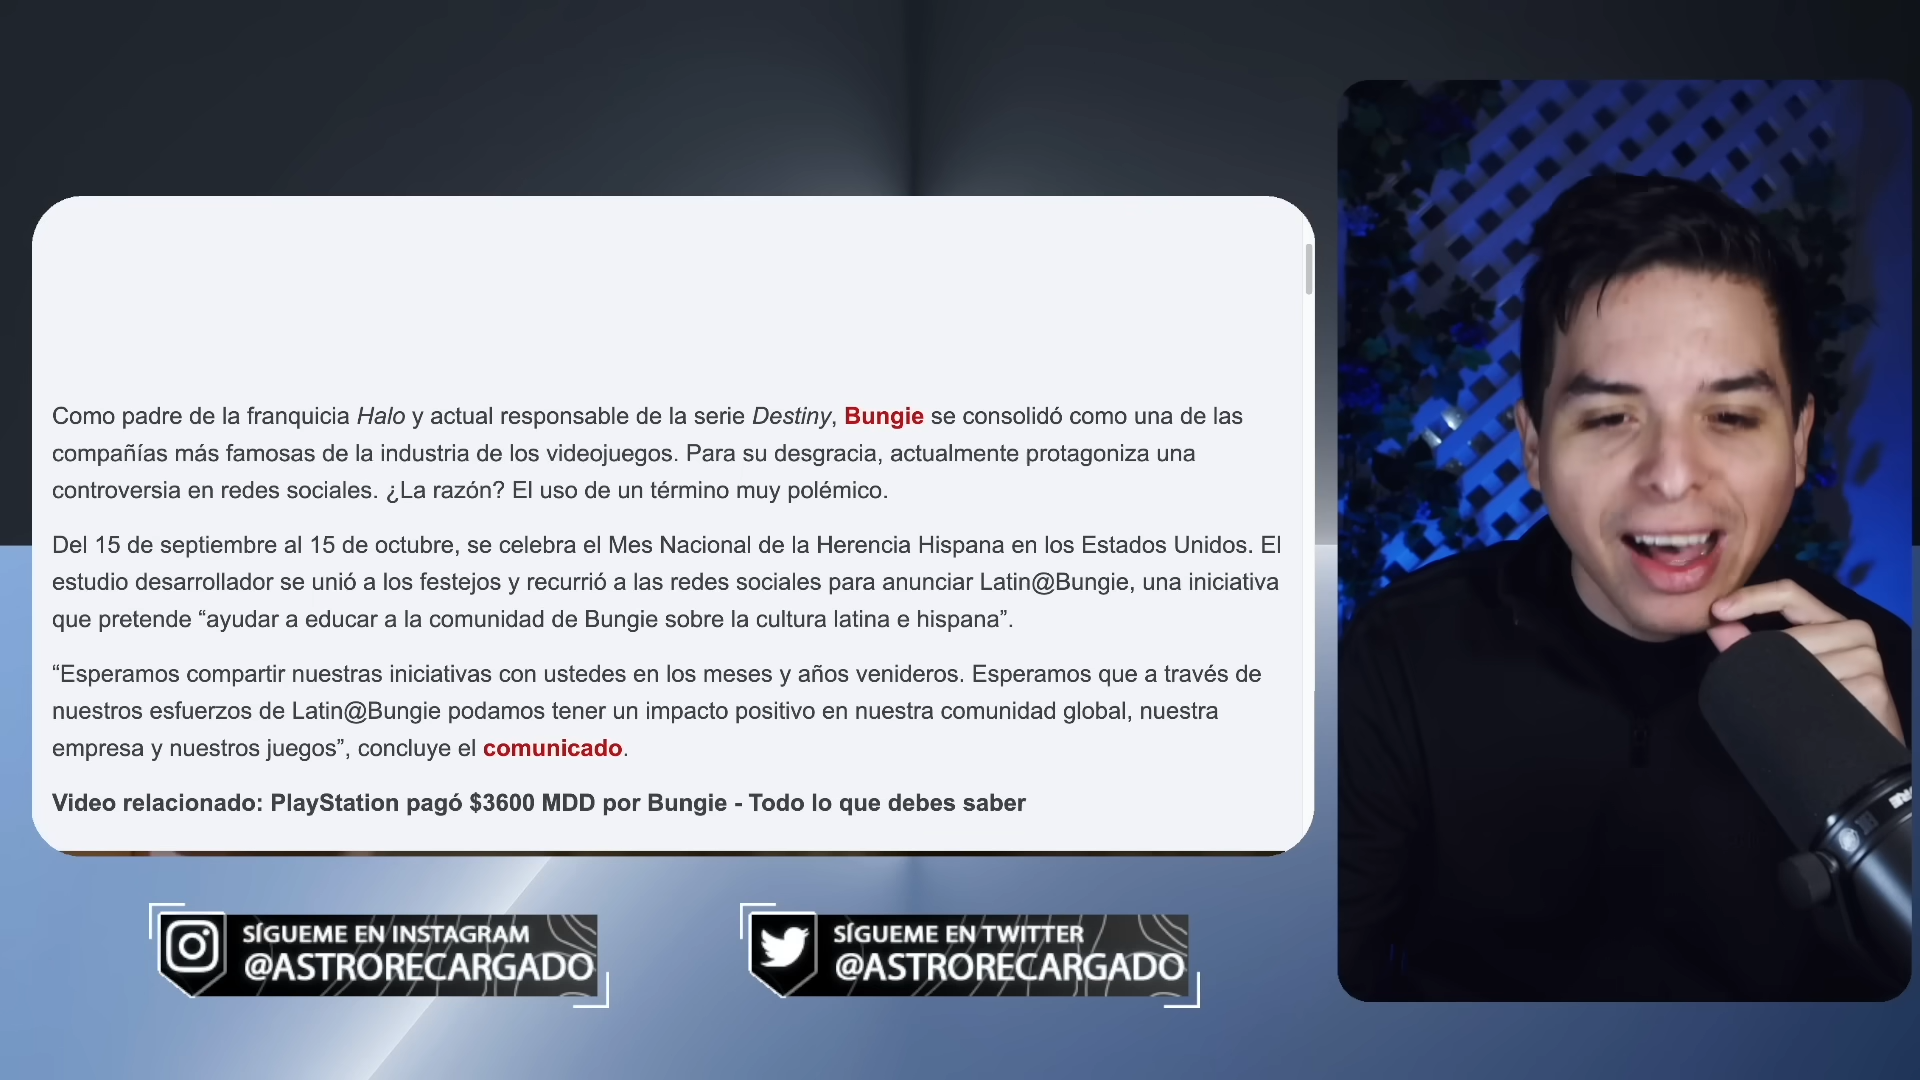 Como padre de la franquicia Halo y actual responsable de la serie Destiny, Bungie se consolidó como una de las
compañías más famosas de la industria de los videojuegos. Para su desgracia, actualmente protagoniza una
controversia en redes sociales. ¿La razón? El uso de un término muy polémico.
Del 15 de septiembre al 15 de octubre, se celebra el Mes Nacional de la Herencia Hispana en los Estados Unidos. El
estudio desarrollador se unió a los festejos y recurrió a las redes sociales para anunciar Latin@Bungie, una iniciativa
que pretende “ayudar a educar a la comunidad de Bungie sobre la cultura latina e hispana”.
“Esperamos compartir nuestras iniciativas con ustedes en los meses y años venideros. Esperamos que a través de
nuestros esfuerzos de Latin@Bungie podamos tener un impacto positivo en nuestra comunidad global, nuestra
empresa y nuestros juegos”, concluye el comunicado.
Video relacionado: PlayStation pagó $3600 MDD por Bungie - Todo lo que debes saber
SÍGUEME EN INSTAGRAM
@ASTRORECARGADO
SÍGUEME EN TWITTER
@ASTRORECARGADO